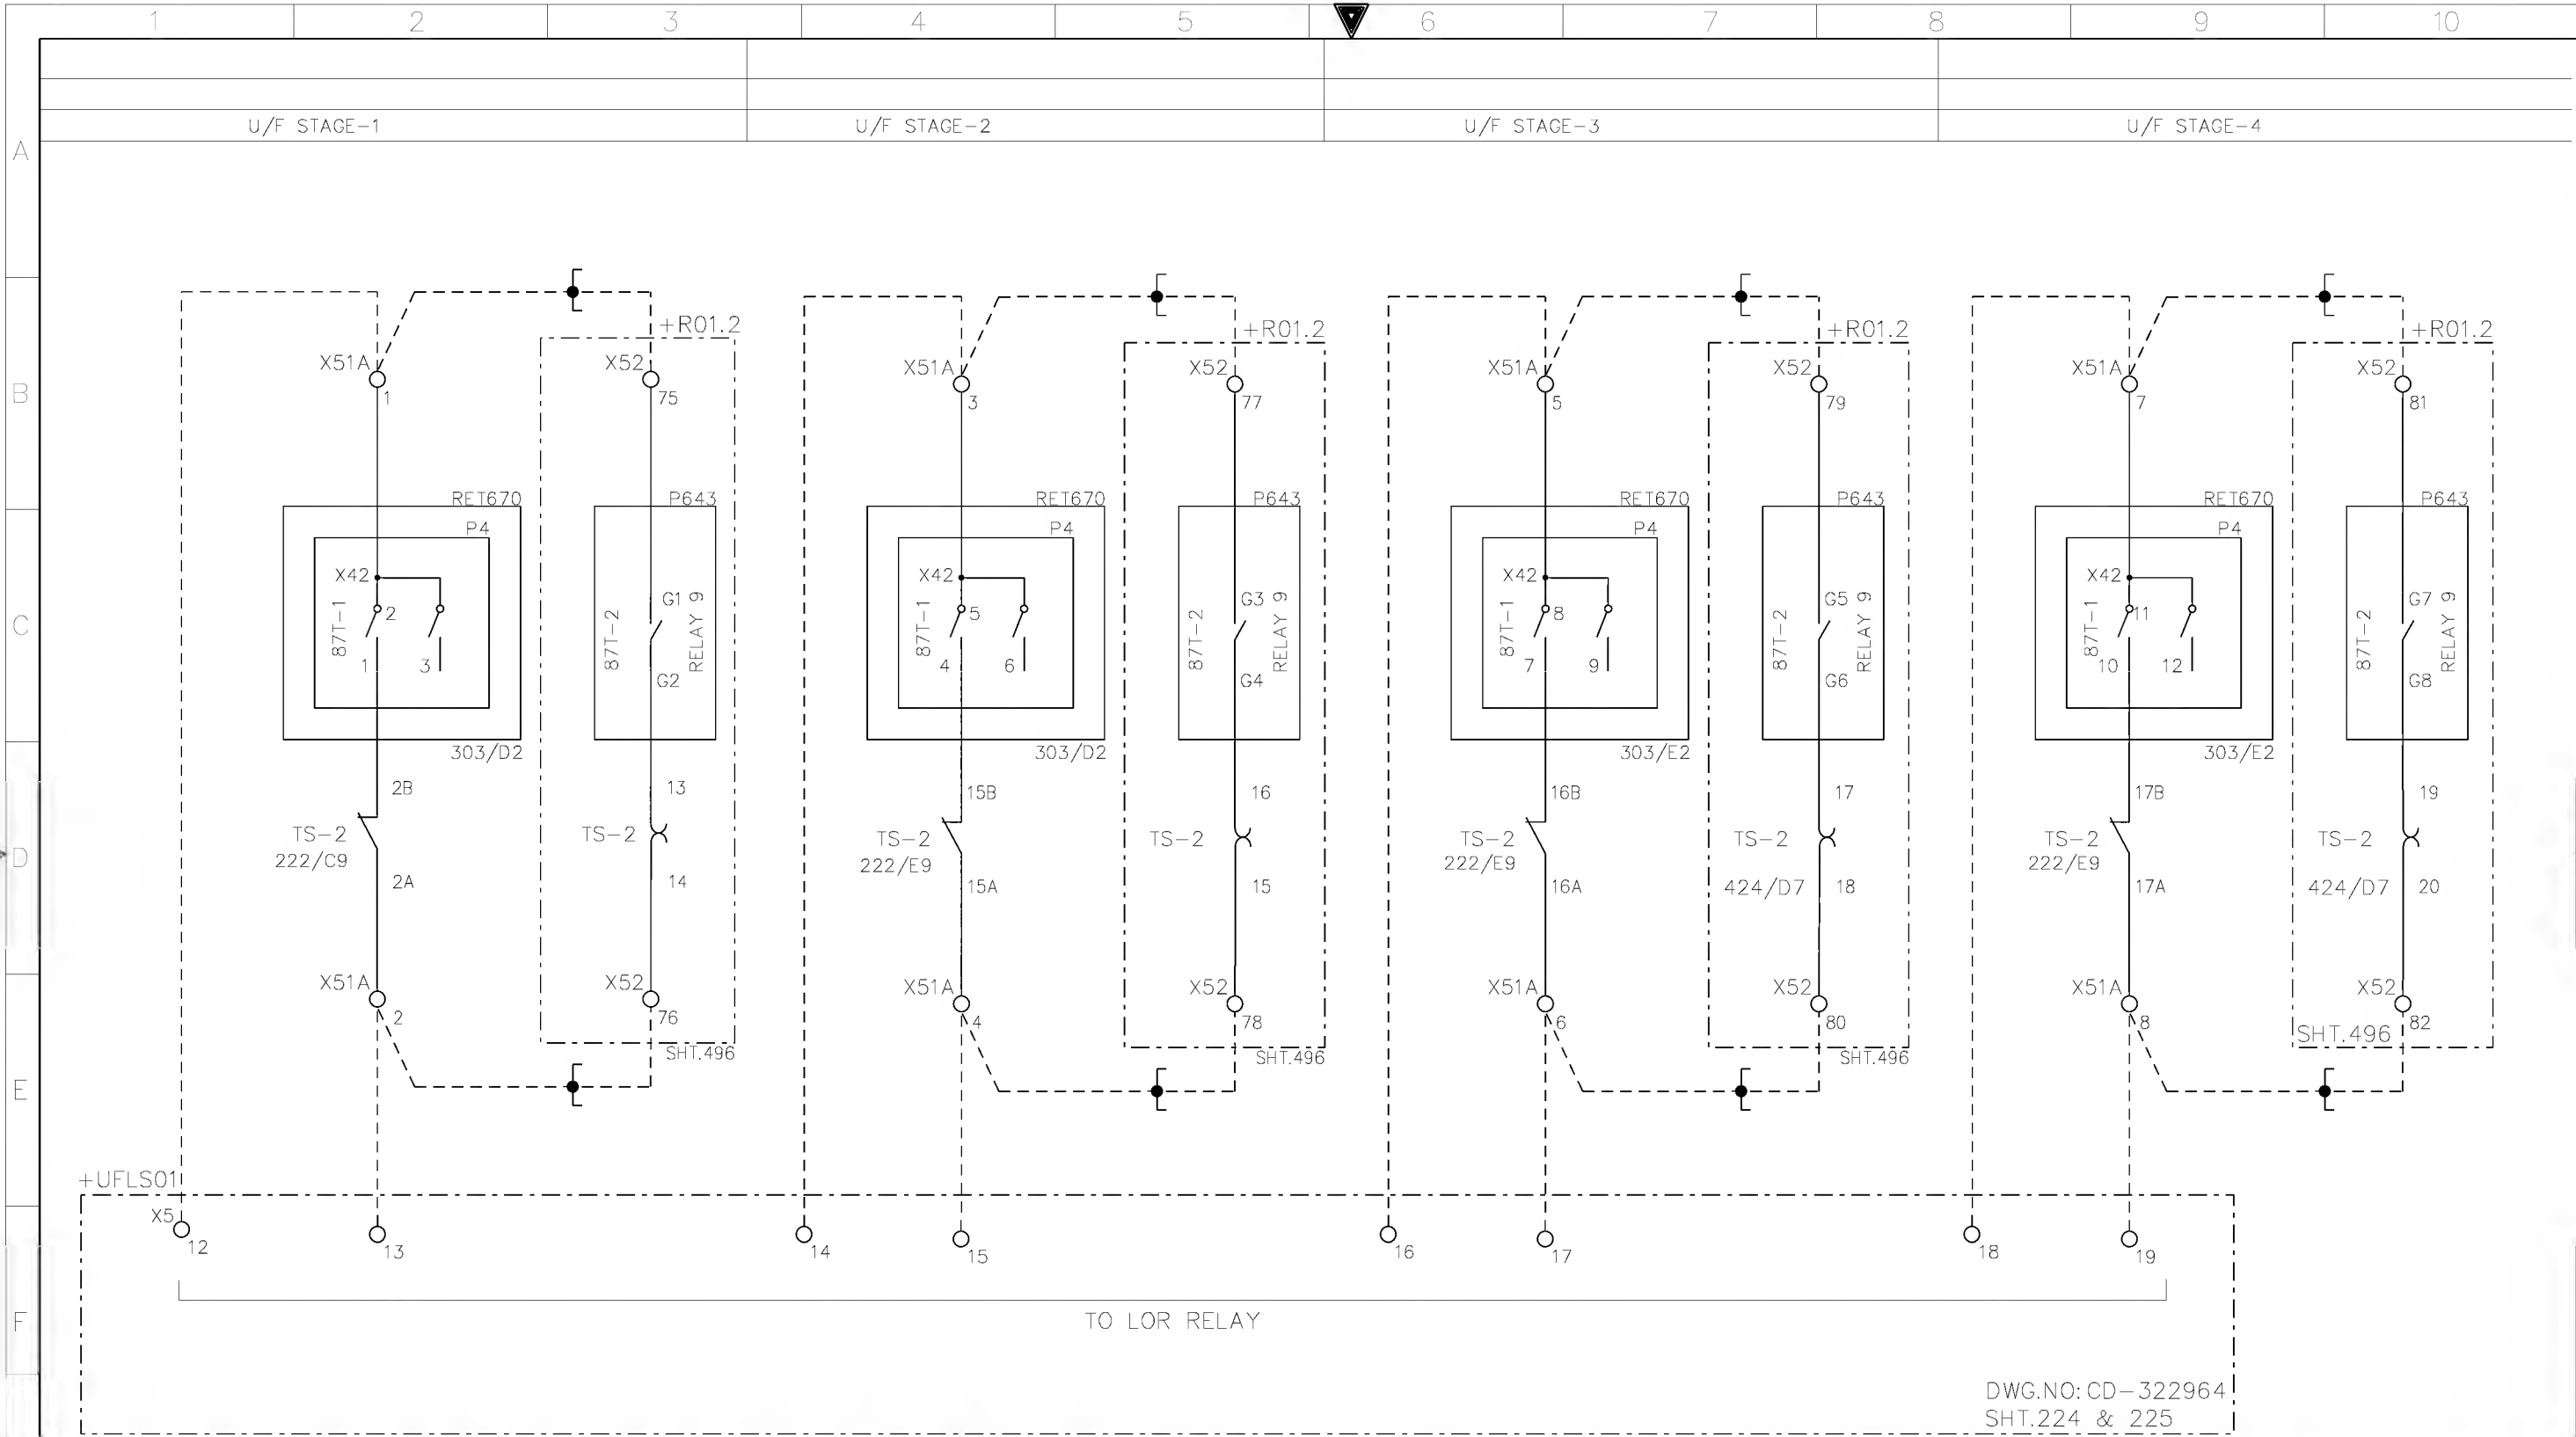 1 2 3 4 5 6 7 8 9 10
U/F STAGE-1 U/F STAGE-2 U/F STAGE-3 U/F STAGE-4
A
+R01.2 +R01.2 +R01.2 +R01.2
X51A X52 X51A X52 X51A X52 X51A X52
B
1 75 3 77 5 79 7 81
RET670 P643 RET670 P643 RET670 P643 RET670 P643
P4 P4 P4 P4
X42 X42 X42 X42
C
87T-1 2 87T-2 G1 RELAY 9 87T-1 5 87T-2 G3 RELAY 9 87T-1 8 87T-2 G5 RELAY 9 87T-1 11 87T-2 G7 RELAY 9
1 3 G2 4 6 G4 7 9 G6 10 12 G8
303/D2 303/D2 303/E2 303/E2
2B 13 15B 16 16B 17 17B 19
TS-2 TS-2 TS-2 TS-2 TS-2 TS-2 TS-2 TS-2
D
222/C9 222/E9 222/E9 222/E9
2A 14 15A 15 16A 424/D7 18 17A 424/D7 20
X51A X52 X51A X52 X51A X52 X51A X52
2 76 4 78 6 80 8 82
SHT.496 SHT.496 SHT.496 SHT.496
E
+UFLS01
X5
12 13 14 15 16 17 18 19
F
TO LOR RELAY
DWG.NO: CD-322964
SHT.224 & 225